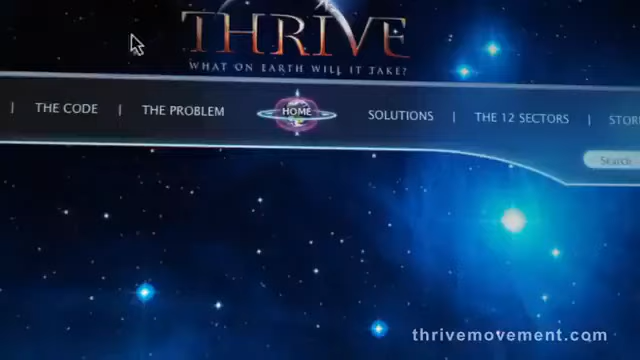 THRIVE
WHAT ON EARTH WILL IT TAKE?
| THE CODE | THE PROBLEM HOME SOLUTIONS | THE 12 SECTORS | STOR
Search
thrivemovement.com